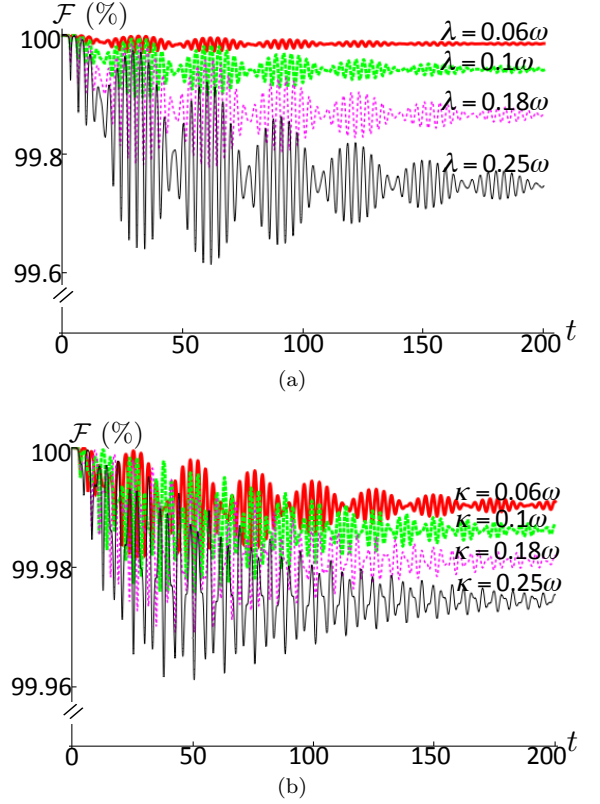 ℱ (%)
100
λ = 0.06ω
λ = 0.1ω
λ = 0.18ω
99.8
λ = 0.25ω
99.6
0 50 100 150 200 t
(a)
ℱ (%)
100
κ = 0.06ω
κ = 0.1ω
κ = 0.18ω
99.98
κ = 0.25ω
99.96
0 50 100 150 200 t
(b)